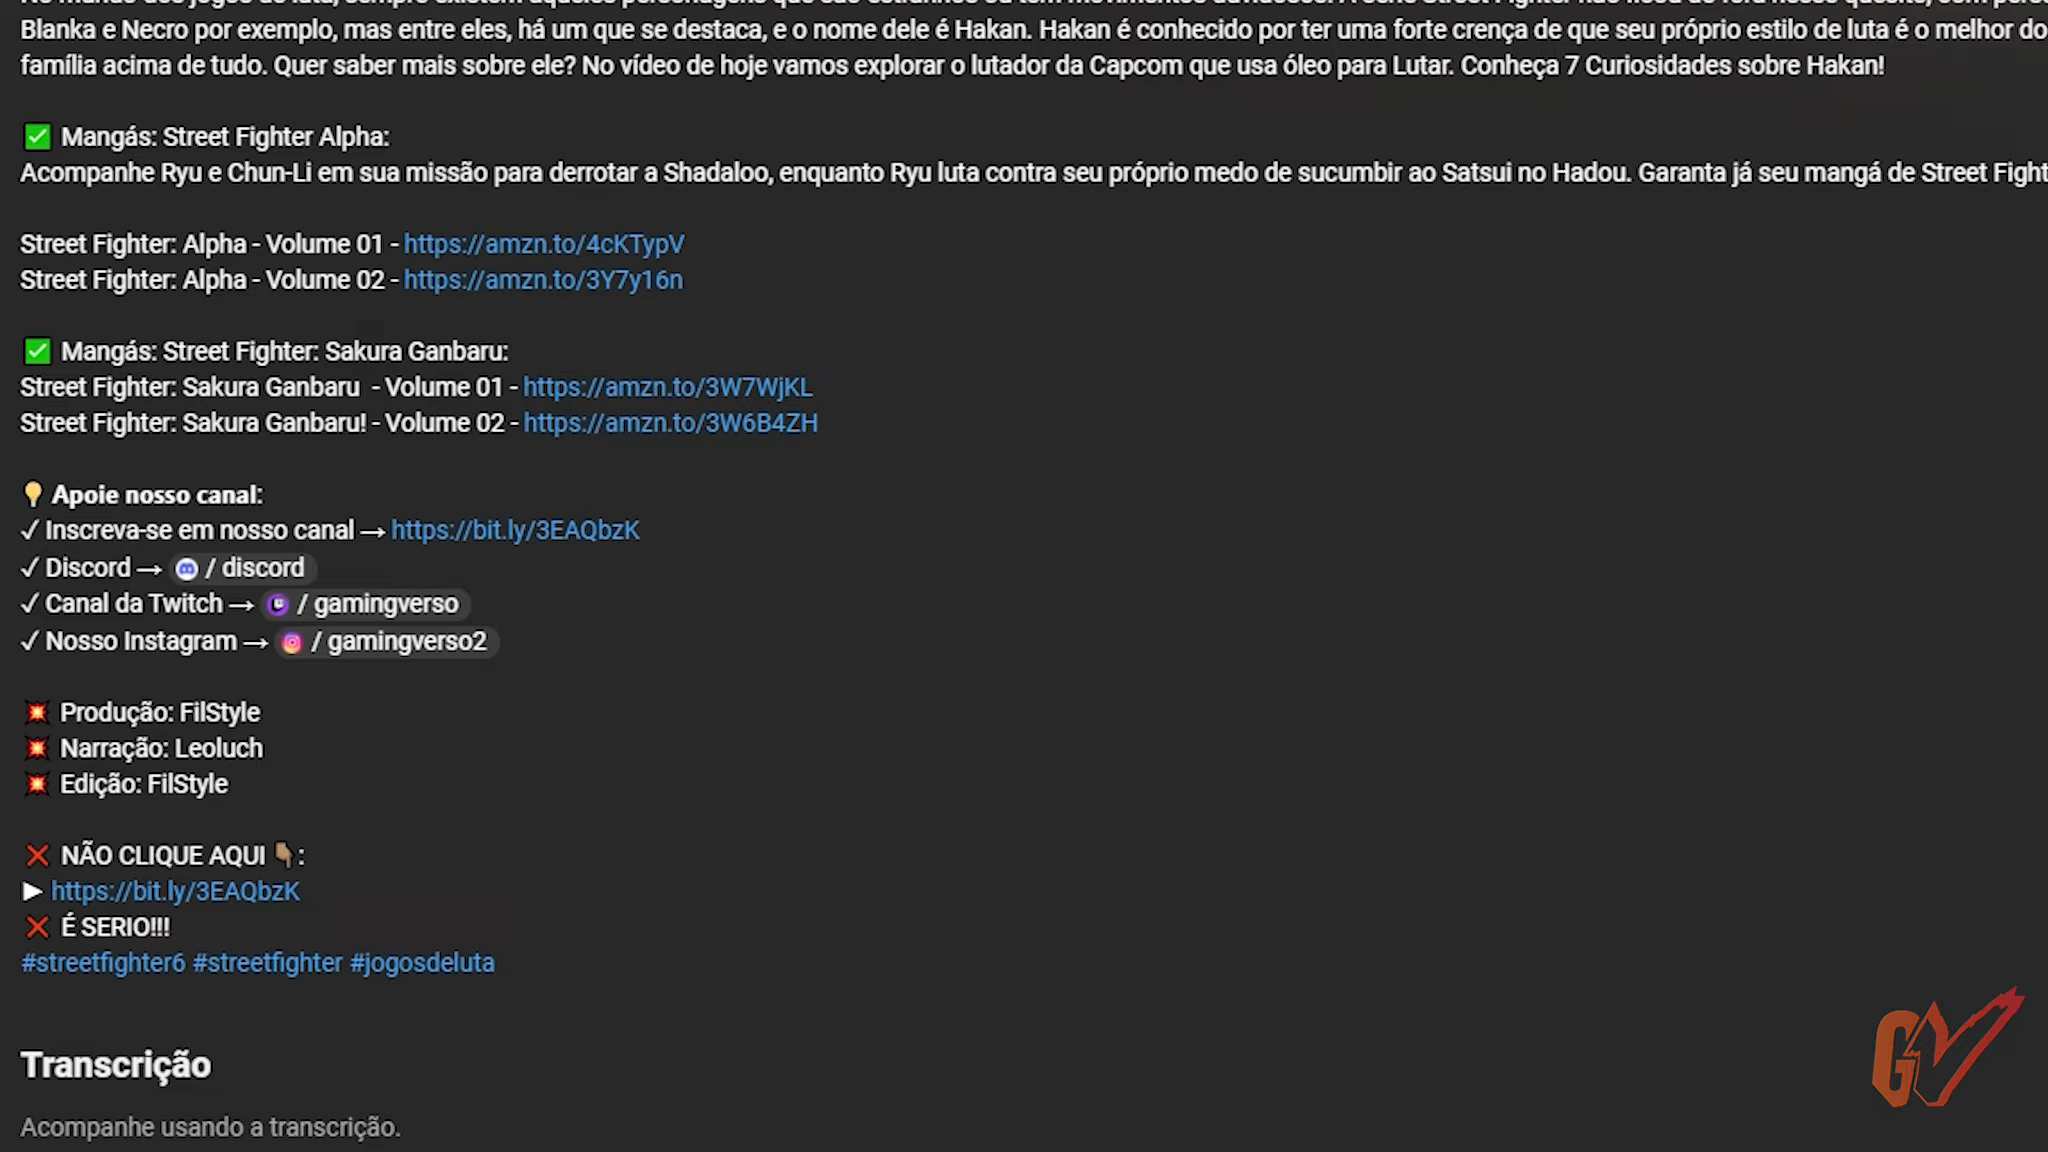 Blanka e Necro por exemplo, mas entre eles, há um que se destaca, e o nome dele é Hakan. Hakan é conhecido por ter uma forte crença de que seu próprio estilo de luta é o melhor do
família acima de tudo. Quer saber mais sobre ele? No vídeo de hoje vamos explorar o lutador da Capcom que usa óleo para Lutar. Conheça 7 Curiosidades sobre Hakan!
✅ Mangás: Street Fighter Alpha:
Acompanhe Ryu e Chun-Li em sua missão para derrotar a Shadaloo, enquanto Ryu luta contra seu próprio medo de sucumbir ao Satsui no Hadou. Garanta já seu mangá de Street Fight
Street Fighter: Alpha - Volume 01 - https://amzn.to/4cKTypV
Street Fighter: Alpha - Volume 02 - https://amzn.to/3Y7y16n
✅ Mangás: Street Fighter: Sakura Ganbaru:
Street Fighter: Sakura Ganbaru - Volume 01 - https://amzn.to/3W7WjKL
Street Fighter: Sakura Ganbaru! - Volume 02 - https://amzn.to/3W6B4ZH
💡 Apoie nosso canal:
✓ Inscreva-se em nosso canal → https://bit.ly/3EAQbzK
✓ Discord → / discord
✓ Canal da Twitch → / gamingverso
✓ Nosso Instagram → / gamingverso2
💥 Produção: FilStyle
💥 Narração: Leoluch
💥 Edição: FilStyle
❌ NÃO CLIQUE AQUI 👇🏽:
► https://bit.ly/3EAQbzK
❌ É SERIO!!!
#streetfighter6 #streetfighter #jogosdeluta
GV
Transcrição
Acompanhe usando a transcrição.